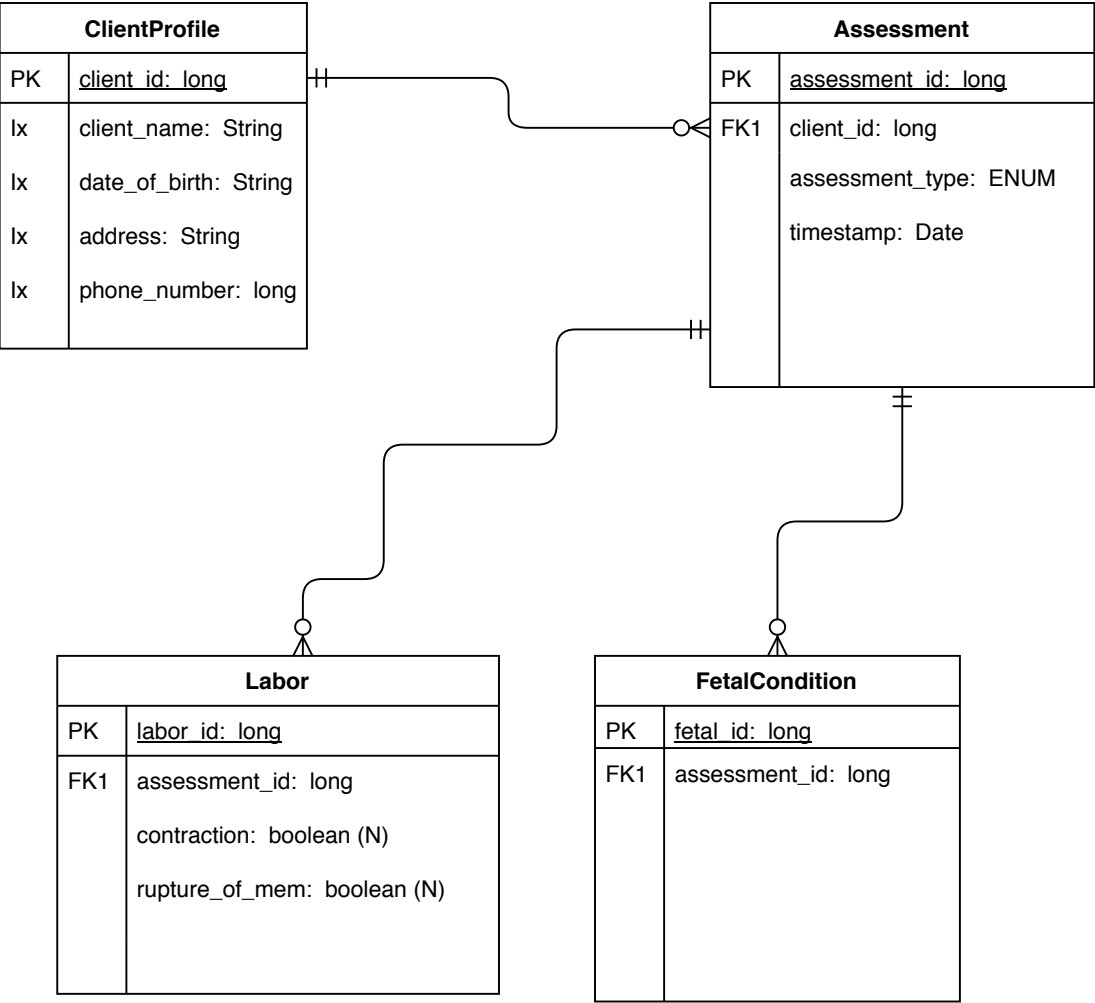 ClientProfile
PK client_id: long
Ix client_name: String
Ix date_of_birth: String
Ix address: String
Ix phone_number: long
Assessment
PK assessment_id: long
FK1 client_id: long
assessment_type: ENUM
timestamp: Date
Labor
PK labor_id: long
FK1 assessment_id: long
contraction: boolean (N)
rupture_of_mem: boolean (N)
FetalCondition
PK fetal_id: long
FK1 assessment_id: long